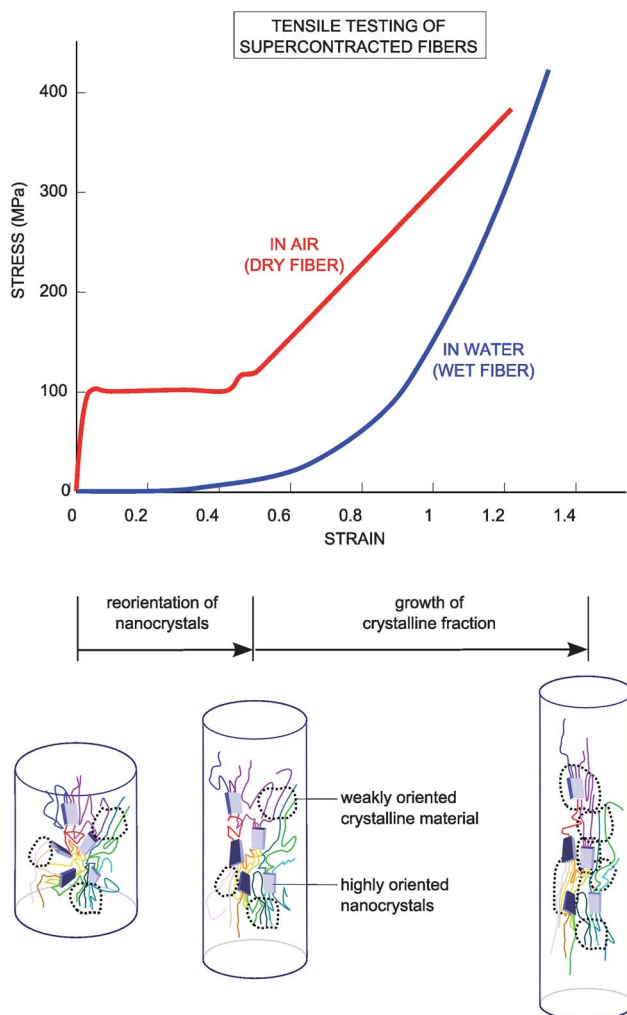 TENSILE TESTING OF
SUPERCONTRACTED FIBERS
STRESS (MPa)
400
300
200
100
0
IN AIR
(DRY FIBER)
IN WATER
(WET FIBER)
0 0.2 0.4 0.6 0.8 1 1.2 1.4
STRAIN
reorientation of
nanocrystals
growth of
crystalline fraction
weakly oriented
crystalline material
highly oriented
nanocrystals